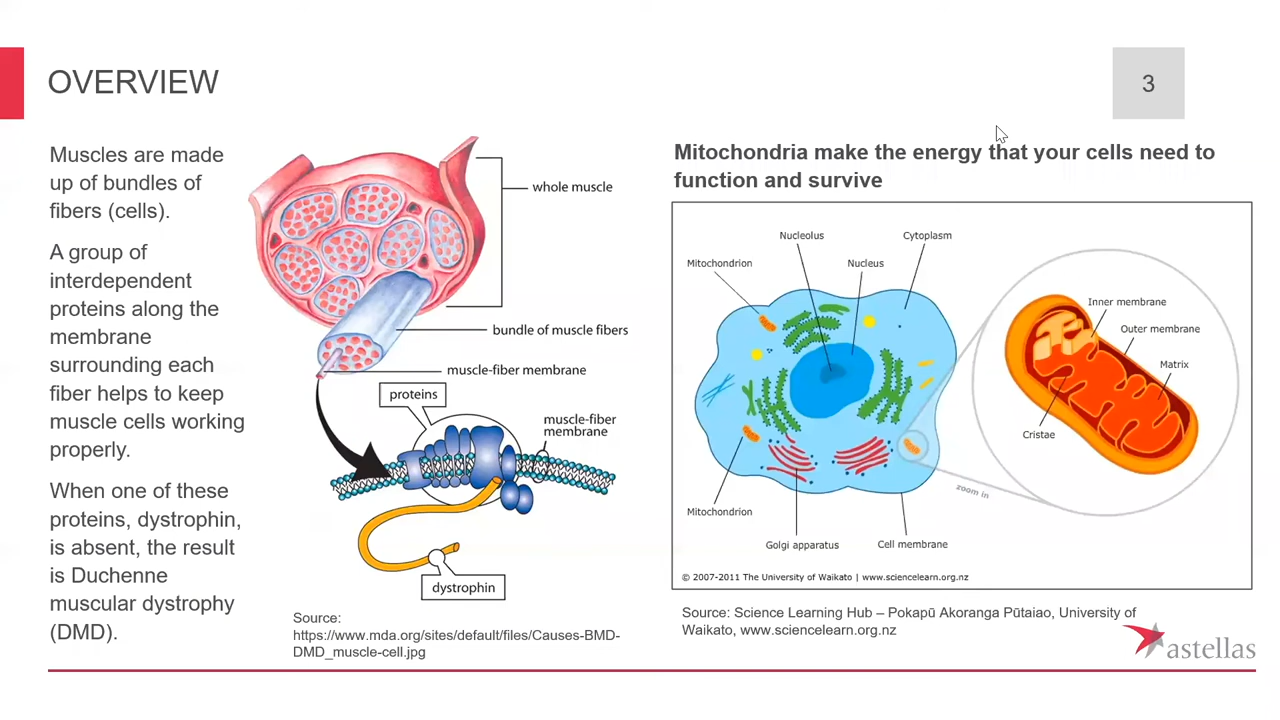 OVERVIEW
3
Muscles are made
up of bundles of
fibers (cells).
A group of
interdependent
proteins along the
membrane
surrounding each
fiber helps to keep
muscle cells working
properly.
When one of these
proteins, dystrophin,
is absent, the result
is Duchenne
muscular dystrophy
(DMD).
whole muscle
bundle of muscle fibers
muscle-fiber membrane
proteins
muscle-fiber
membrane
dystrophin
Source:
https://www.mda.org/sites/default/files/Causes-BMD-
DMD_muscle-cell.jpg
Mitochondria make the energy that your cells need to
function and survive
Nucleolus
Cytoplasm
Mitochondrion
Nucleus
Inner membrane
Outer membrane
Matrix
Cristae
zoom in
Mitochondrion
Golgi apparatus
Cell membrane
© 2007-2011 The University of Waikato | www.sciencelearn.org.nz
Source: Science Learning Hub – Pokapū Akoranga Pūtaiao, University of
Waikato, www.sciencelearn.org.nz
astellas